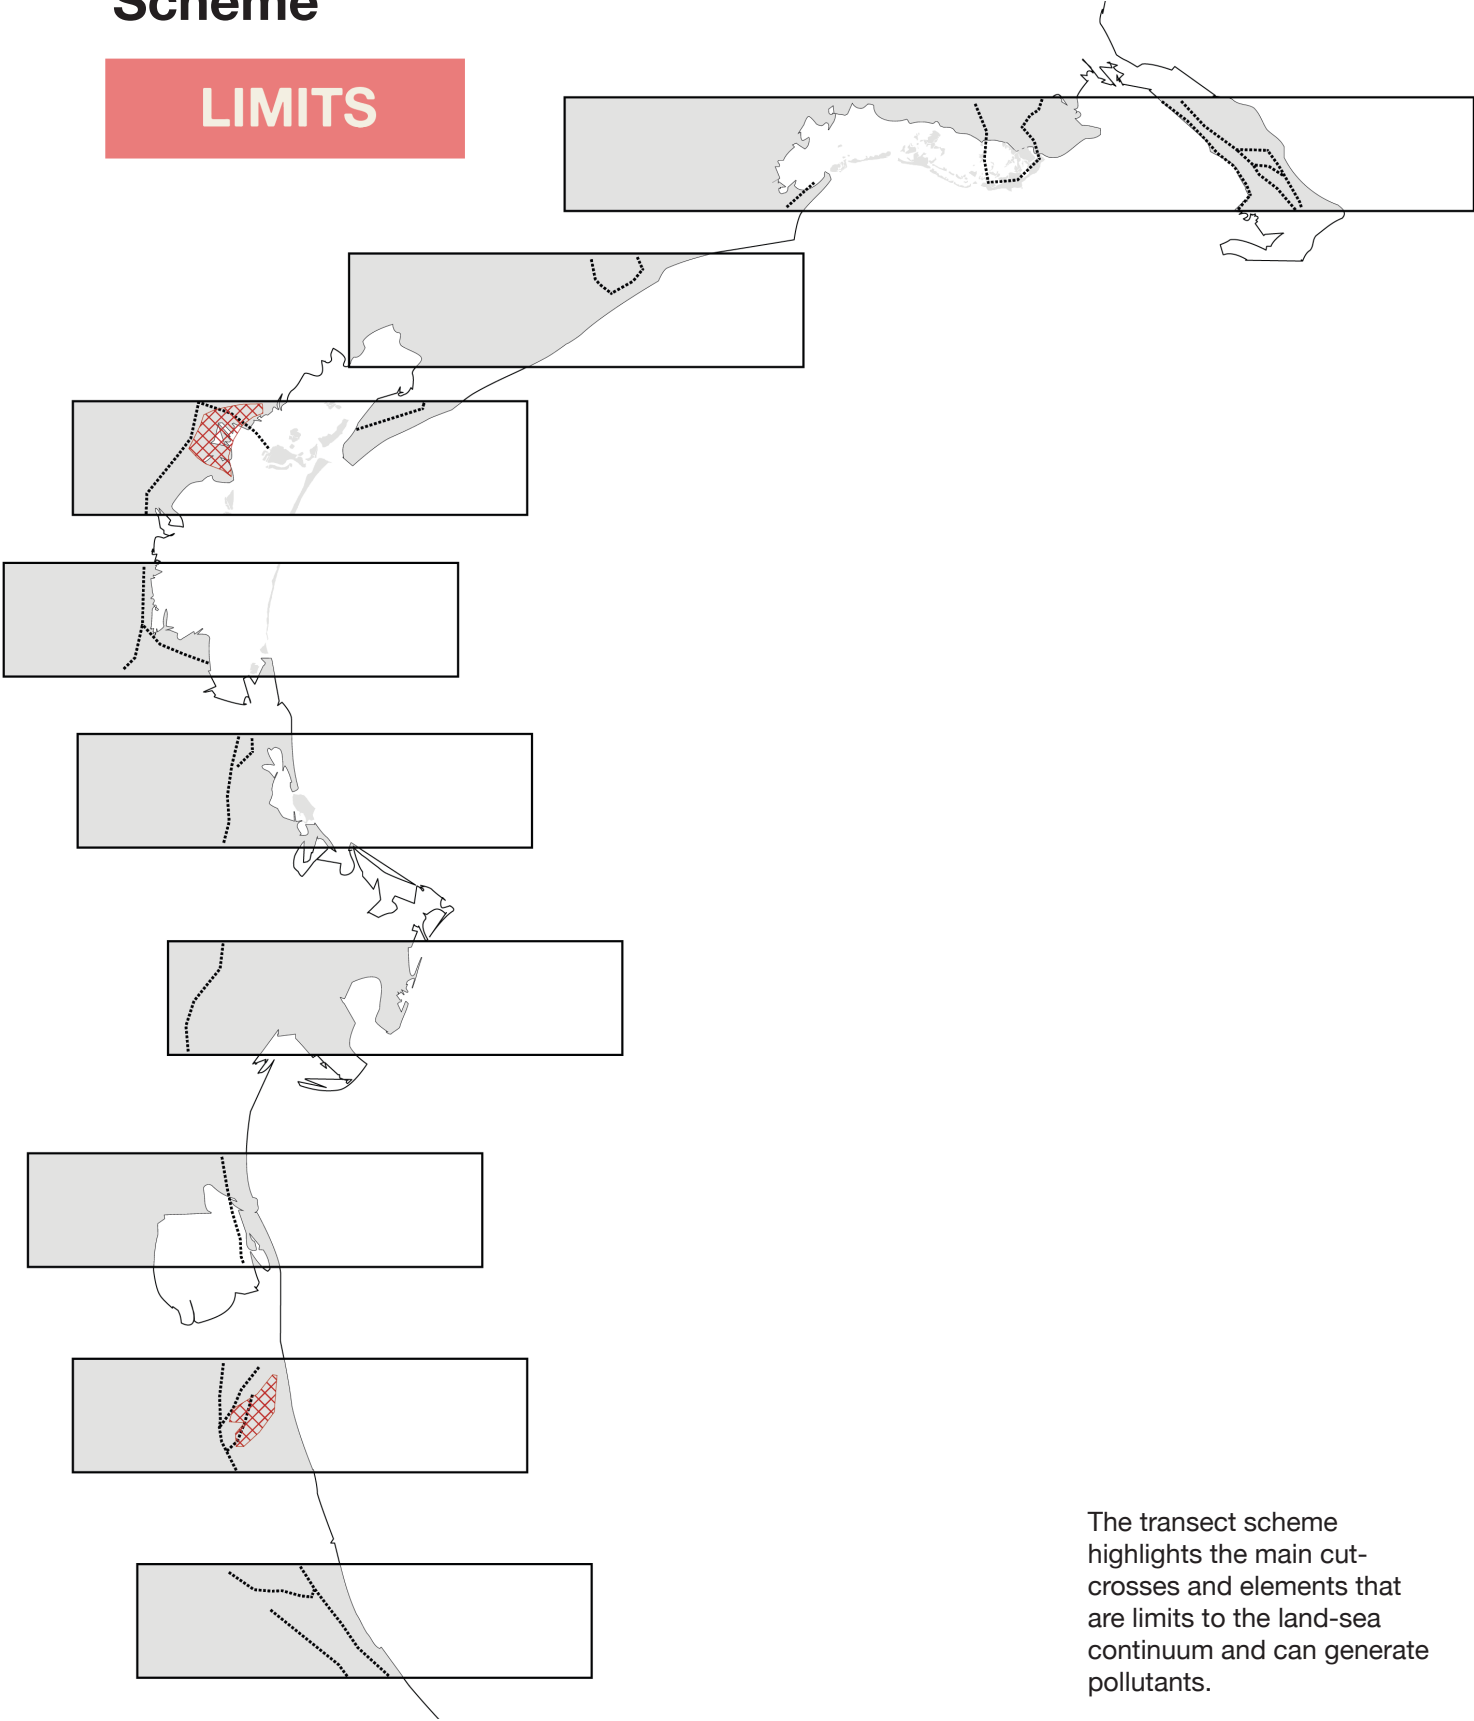 Scheme
LIMITS
The transect scheme
highlights the main cut-
crosses and elements that
are limits to the land-sea
continuum and can generate
pollutants.